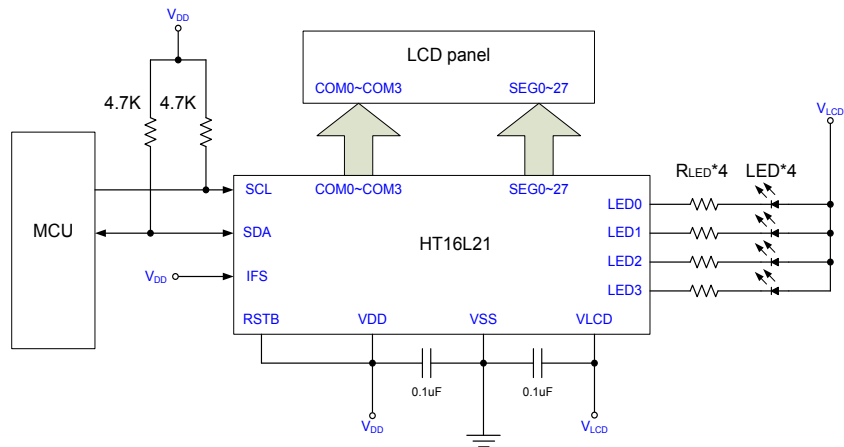 VDD
LCD panel
COM0~COM3 SEG0~27
4.7K 4.7K
VLCD
RLED*4 LED*4
MCU
SCL COM0~COM3 SEG0~27
LED0
SDA HT16L21 LED1
LED2
VDD IFS
LED3
RSTB VDD VSS VLCD
0.1uF 0.1uF
VDD VLCD